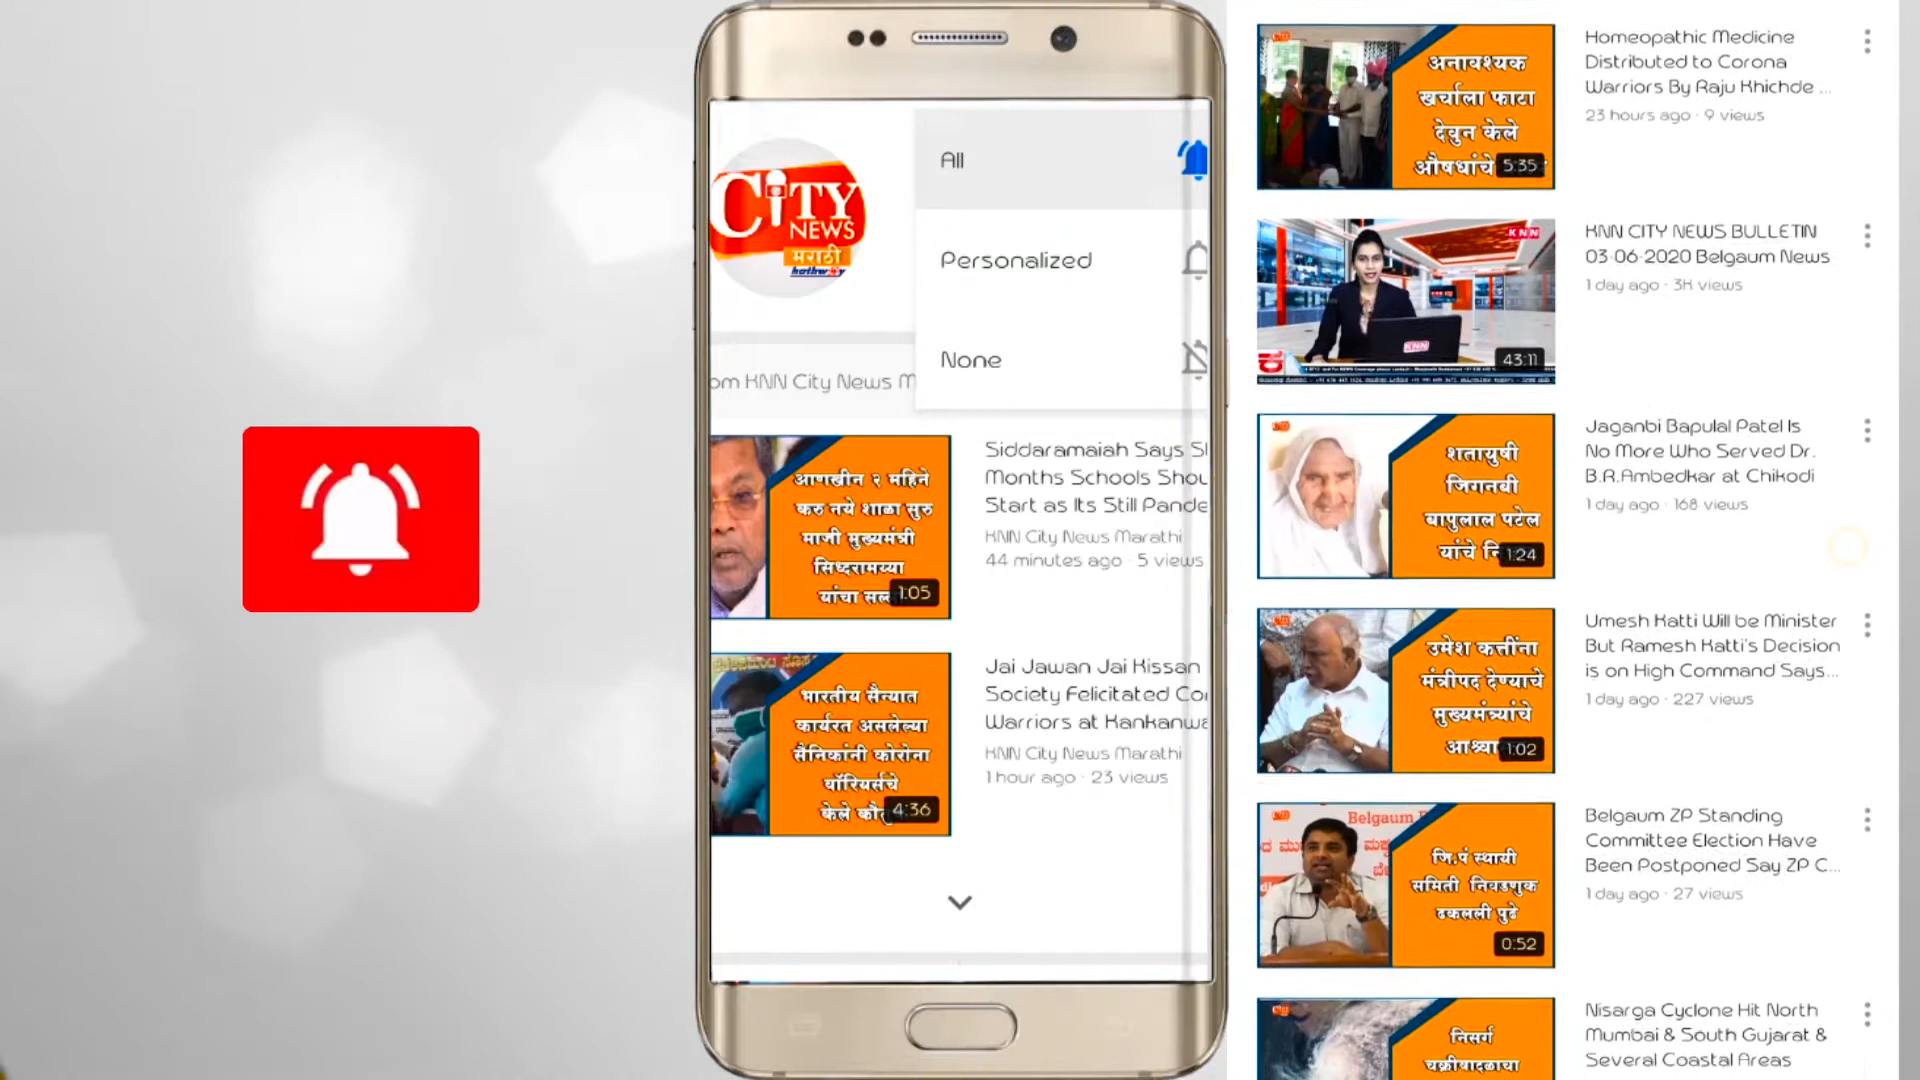 CiTY
NEWS
मराठी
hathway
All
Personalized
None
om KNN City News M
आणखीन २ महिने
करु नये शाळा सुरु
माजी मुख्यमंत्री
सिध्दरामय्या
यांचा
1:05
Siddaramaiah Says
Months Schools Shou
Start as Its Still Pande
KNN City News Marathi
44 minutes ago · 5 views
भारतीय सैन्यात
कार्यरत असलेल्या
सैनिकांनी कोरोना
वॉरियर्सचे
केले
4:36
Jai Jawan Jai Kissan
Society Felicitated Co
Warriors at Kankanwa
KNN City News Marathi
1 hour ago · 23 views
अनावश्यक
खर्चाला फाटा
देवुन केले
औषधांचे
5:35
Homeopathic Medicine
Distributed to Corona
Warriors By Raju Khichde ...
23 hours ago · 9 views
KNN
KNN
43:11
KNN CITY NEWS BULLETIN
03-06-2020 Belgaum News
1 day ago · 3K views
शतायुषी
जिगनबी
बापुलाल पटेल
यांचे
1:24
Jaganbi Bapulal Patel Is
No More Who Served Dr.
B.R.Ambedkar at Chikodi
1 day ago · 168 views
उमेश कत्तींना
मंत्रीपद देण्याचे
मुख्यमंत्र्यांचे
1:02
Umesh Katti Will be Minister
But Ramesh Katti's Decision
is on High Command Says...
1 day ago · 227 views
Belgaum
जि.पं स्थायी
समिती निवडणुक
ढकलली पुढे
0:52
Belgaum ZP Standing
Committee Election Have
Been Postponed Say ZP C...
1 day ago · 27 views
निसर्ग
चक्रीवादळाचा
Nisarga Cyclone Hit North
Mumbai & South Gujarat &
Several Coastal Areas